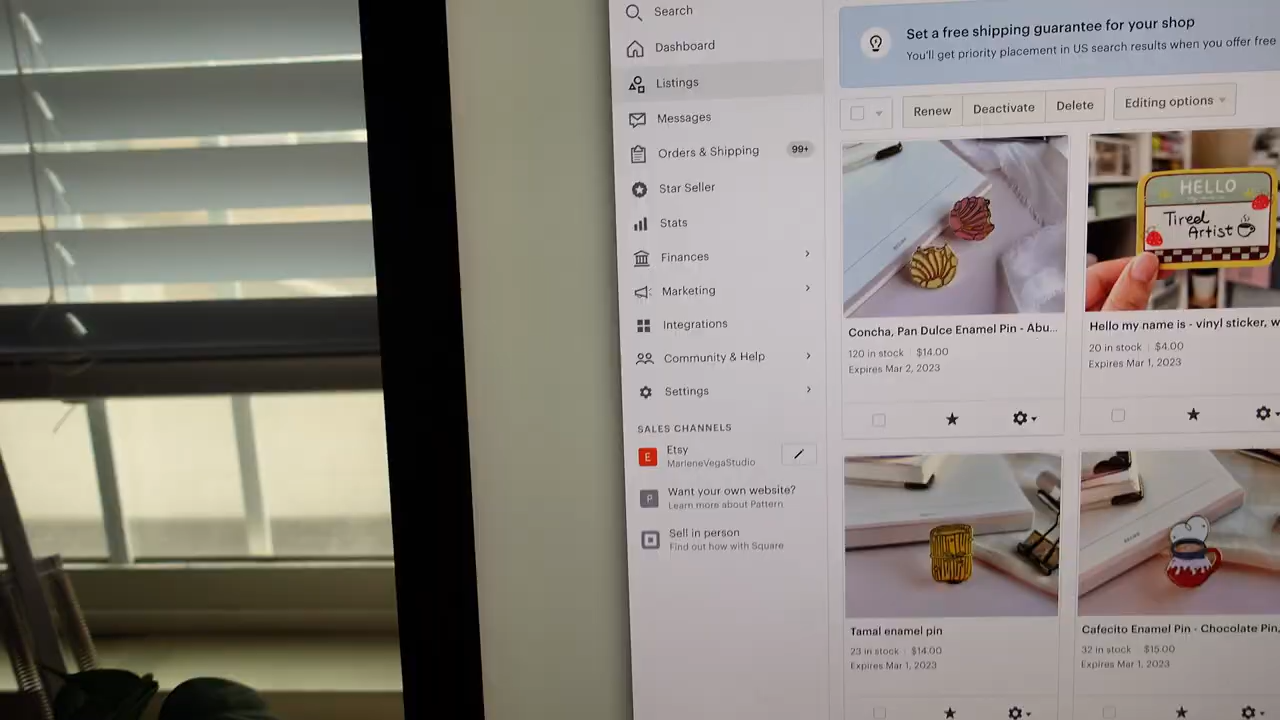 Search
Dashboard
Listings
Messages
Orders & Shipping 99+
Star Seller
Stats
Finances
Marketing
Integrations
Community & Help
Settings
SALES CHANNELS
E Etsy
MarleneVegaStudio
P Want your own website?
Learn more about Pattern
Sell in person
Find out how with Square
Set a free shipping guarantee for your shop
You'll get priority placement in US search results when you offer free
Renew Deactivate Delete Editing options
HELLO
Tired
Artist
Concha, Pan Dulce Enamel Pin - Abu...
120 in stock $14.00
Expires Mar 2, 2023
Hello my name is - vinyl sticker, w
20 in stock $4.00
Expires Mar 1, 2023
Tamal enamel pin
23 in stock $14.00
Expires Mar 1, 2023
Cafecito Enamel Pin - Chocolate Pin,
32 in stock $15.00
Expires Mar 1, 2023